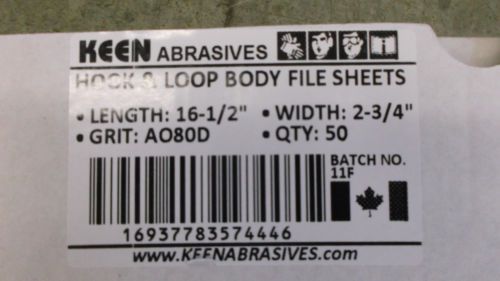 KEEN ABRASIVES
HOOK & LOOP BODY FILE SHEETS
• LENGTH: 16-1/2" • WIDTH: 2-3/4"
• GRIT: AO80D • QTY: 50
BATCH NO.
11F
16937783574446
www.KEENABRASIVES.com